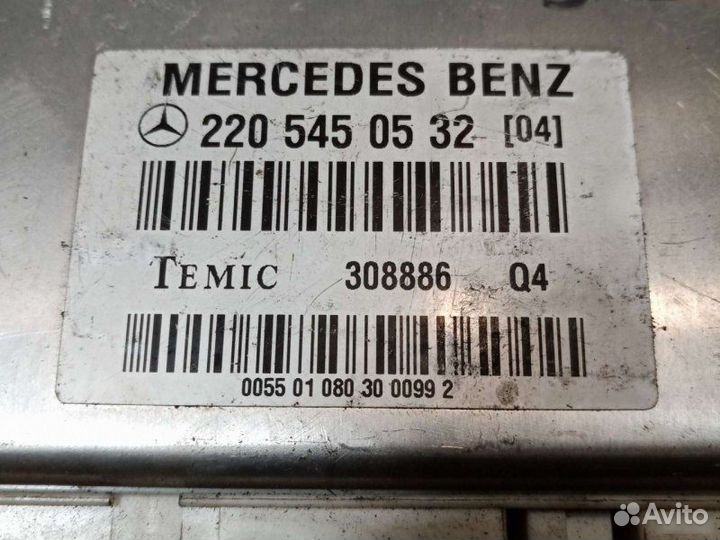 MERCEDES BENZ
220 545 05 32 [04]
TEMIC 308886 Q4
0055 01 080 30 0099 2
Avito